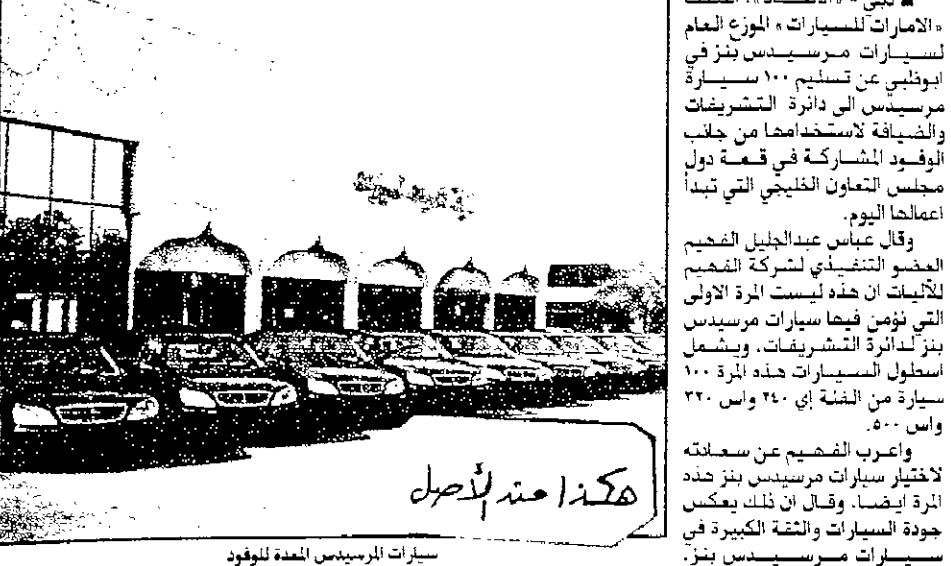 « الامارات للسيارات » الموزع العام
لسيارات مرسيدس بنز في
ابوظبي عن تسليم ١٠٠ سيارة
مرسيدس الى دائرة التشريفات
والضيافة لاستخدامها من جانب
الوفود المشاركة في قمة دول
مجلس التعاون الخليجي التي تبدأ
اعمالها اليوم.
وقال عباس عبدالجليل الفهيم
العضو التنفيذي لشركة الفهيم
للآليات ان هذه ليست المرة الاولى
التي نؤمن فيها سيارات مرسيدس
بنز لدائرة التشريفات، ويشمل
اسطول السيارات هذه المرة ١٠٠
سيارة من الفئة إي ٢٤٠ واس ٣٢٠
واس ٥٠٠.
واعرب الفهيم عن سعادته
لاختيار سيارات مرسيدس بنز هذه
المرة ايضا، وقال ان ذلك يعكس
جودة السيارات والثقة الكبيرة في
سيارات مرسيدس بنز.
هكذا عند الأصل
سيارات المرسيدس المعدة للوفود